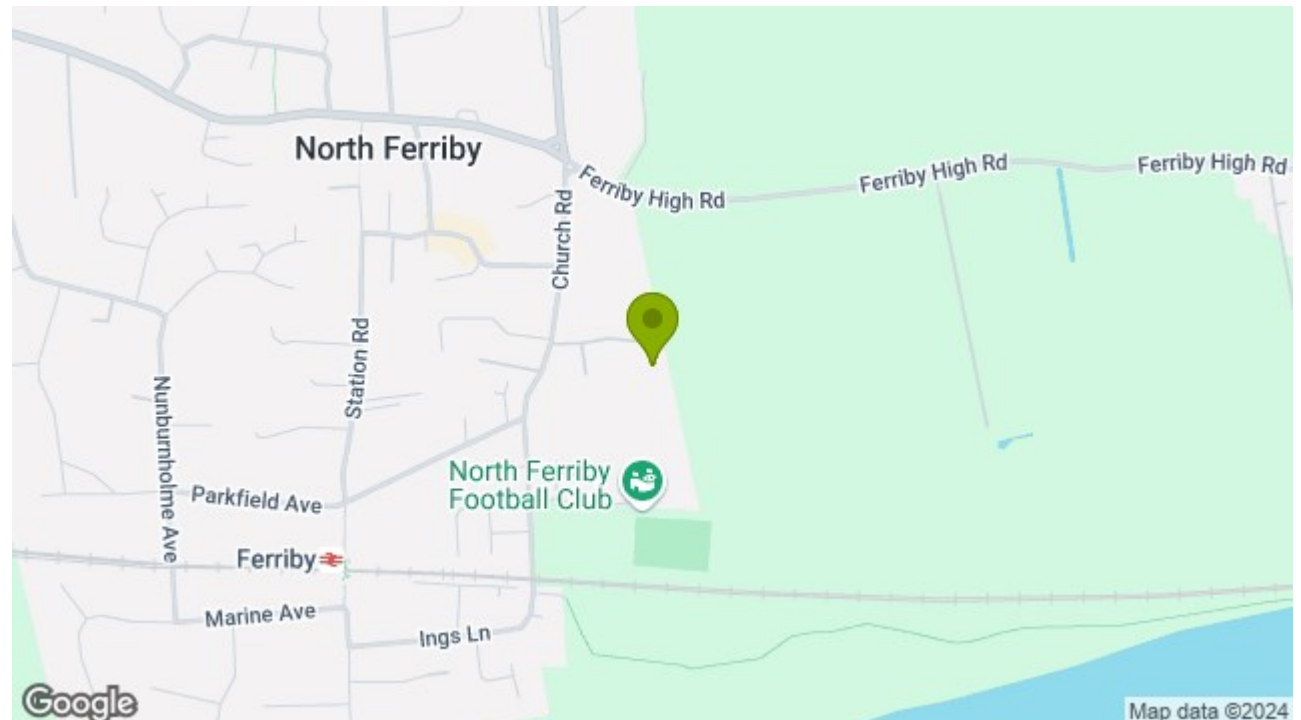 North Ferriby
Ferriby High Rd
Ferriby High Rd
Ferriby High Rd
Church Rd
Station Rd
Nunburnholme Ave
North Ferriby
Football Club
Parkfield Ave
Ferriby
Marine Ave
Ings Ln
Google
Map data ©2024